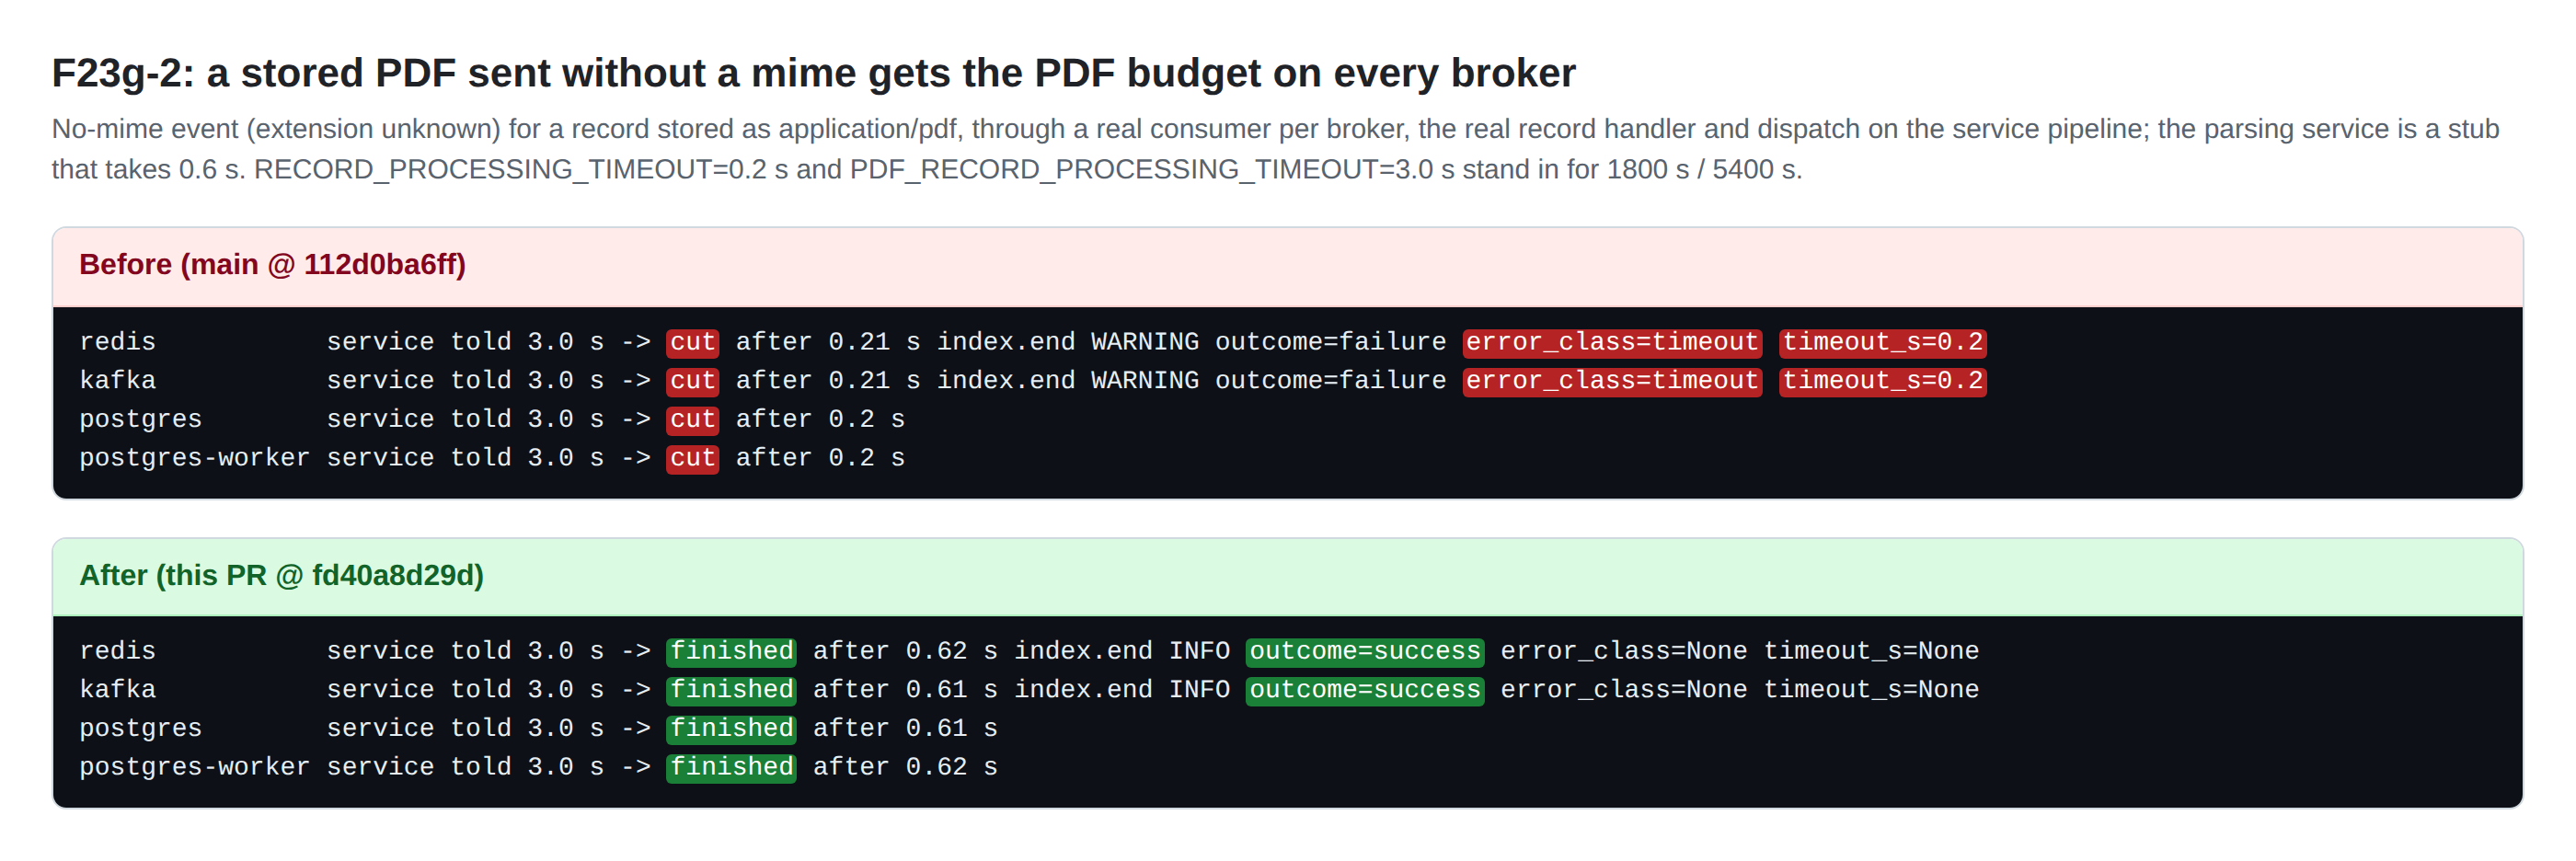 F23g-2: a stored PDF sent without a mime gets the PDF budget on every broker
No-mime event (extension unknown) for a record stored as application/pdf, through a real consumer per broker, the real record handler and dispatch on the service pipeline; the parsing service is a stub
that takes 0.6 s. RECORD_PROCESSING_TIMEOUT=0.2 s and PDF_RECORD_PROCESSING_TIMEOUT=3.0 s stand in for 1800 s / 5400 s.
Before (main @ 112d0ba6ff)
redis service told 3.0 s -> cut after 0.21 s index.end WARNING outcome=failure error_class=timeout timeout_s=0.2
kafka service told 3.0 s -> cut after 0.21 s index.end WARNING outcome=failure error_class=timeout timeout_s=0.2
postgres service told 3.0 s -> cut after 0.2 s
postgres-worker service told 3.0 s -> cut after 0.2 s
After (this PR @ fd40a8d29d)
redis service told 3.0 s -> finished after 0.62 s index.end INFO outcome=success error_class=None timeout_s=None
kafka service told 3.0 s -> finished after 0.61 s index.end INFO outcome=success error_class=None timeout_s=None
postgres service told 3.0 s -> finished after 0.61 s
postgres-worker service told 3.0 s -> finished after 0.62 s